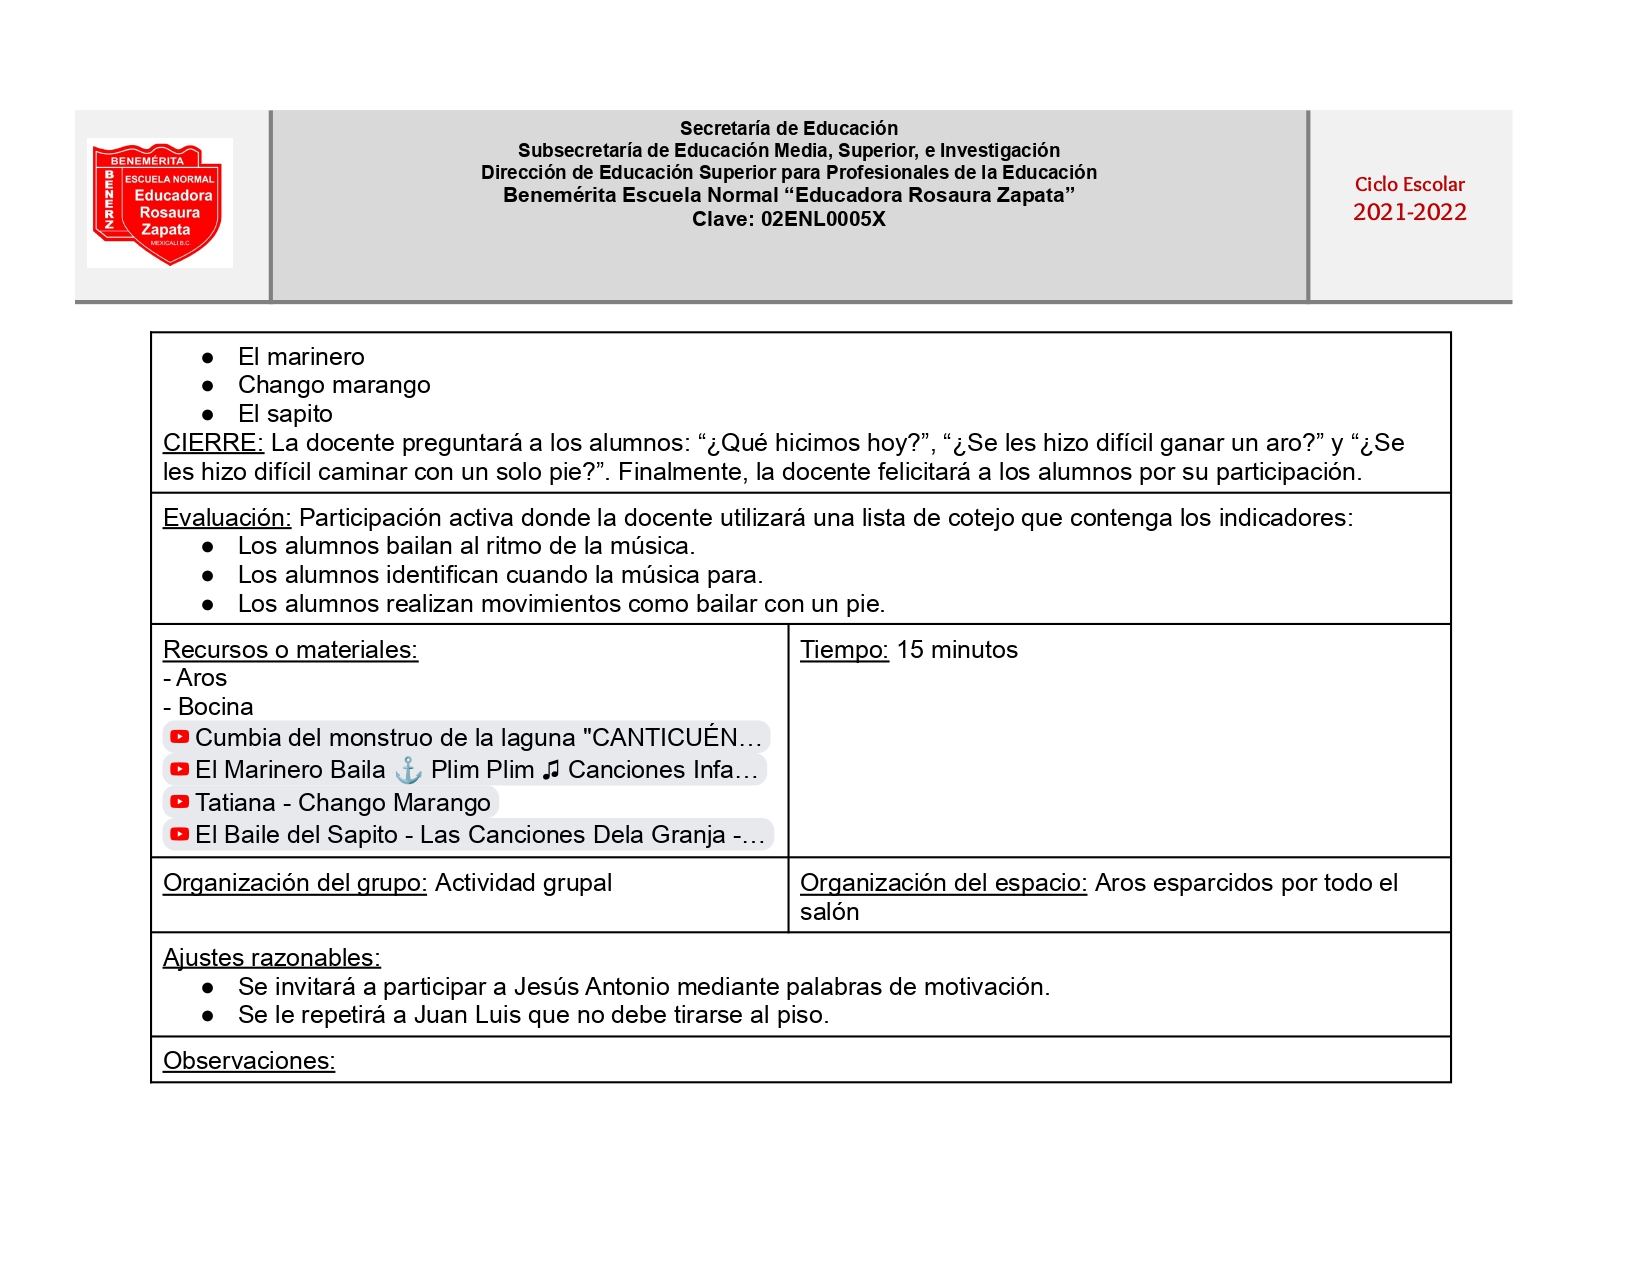 BENEMÉRITA
BENERZ
ESCUELA NORMAL
Educadora
Rosaura
Zapata
MEXICALI B.C.
Secretaría de Educación
Subsecretaría de Educación Media, Superior, e Investigación
Dirección de Educación Superior para Profesionales de la Educación
Benemérita Escuela Normal “Educadora Rosaura Zapata”
Clave: 02ENL0005X
Ciclo Escolar
2021-2022
● El marinero
● Chango marango
● El sapito
CIERRE: La docente preguntará a los alumnos: “¿Qué hicimos hoy?”, “¿Se les hizo difícil ganar un aro?” y “¿Se
les hizo difícil caminar con un solo pie?”. Finalmente, la docente felicitará a los alumnos por su participación.
Evaluación: Participación activa donde la docente utilizará una lista de cotejo que contenga los indicadores:
● Los alumnos bailan al ritmo de la música.
● Los alumnos identifican cuando la música para.
● Los alumnos realizan movimientos como bailar con un pie.
Recursos o materiales:
- Aros
- Bocina
Cumbia del monstruo de la laguna "CANTICUÉN…
El Marinero Baila ⚓ Plim Plim ♫ Canciones Infa…
Tatiana - Chango Marango
El Baile del Sapito - Las Canciones Dela Granja -…
Tiempo: 15 minutos
Organización del grupo: Actividad grupal
Organización del espacio: Aros esparcidos por todo el
salón
Ajustes razonables:
● Se invitará a participar a Jesús Antonio mediante palabras de motivación.
● Se le repetirá a Juan Luis que no debe tirarse al piso.
Observaciones: